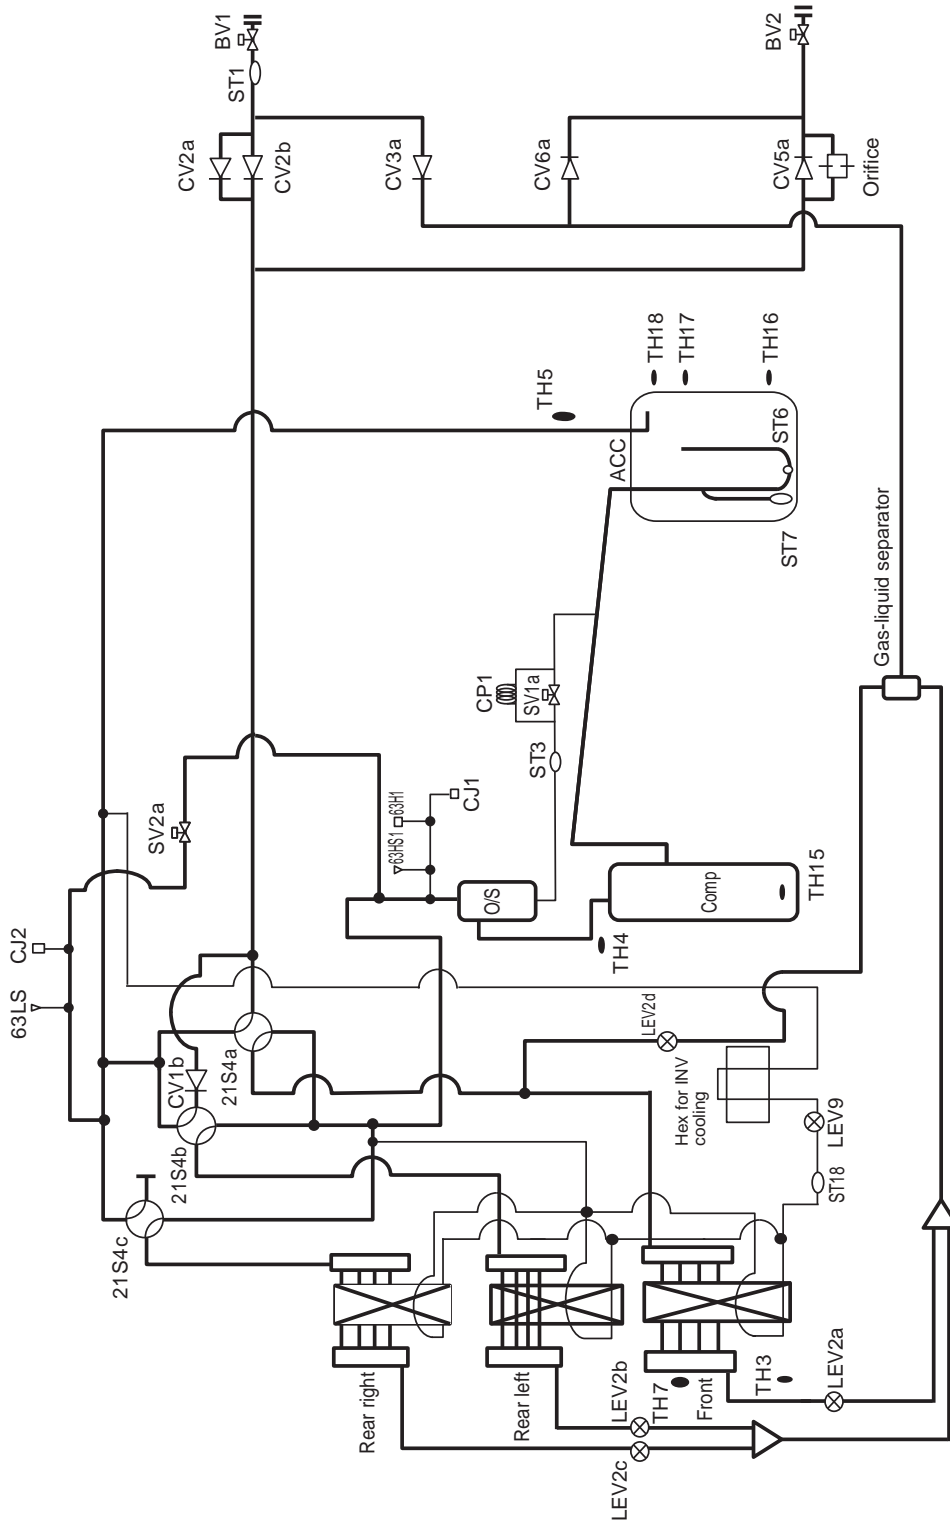 BV1
BV2
ST1
CV2a
CV2b
CV3a
CV6a
CV5a
Orifice
TH18
TH17
TH16
TH5
ACC
ST6
ST7
Gas-liquid separator
CP1
SV1a
ST3
SV2a
63HS1
63H1
CJ1
O/S
Comp
TH15
TH4
CJ2
63LS
LEV2d
Hex for INV
cooling
LEV9
ST18
CV1b
21S4a
21S4b
21S4c
Rear right
Rear left
Front
TH7
TH3
LEV2a
LEV2b
LEV2c